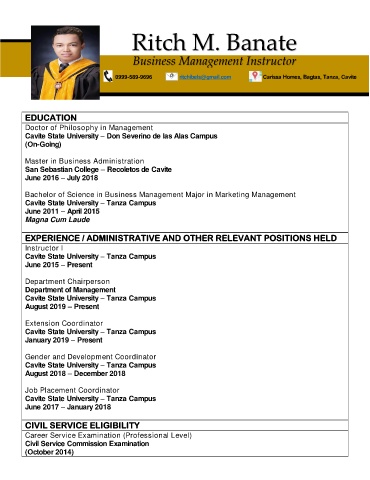 Ritch M. Banate
Business Management Instructor
0999-589-9696 Carissa Homes, Bagtas, Tanza, Cavite
EDUCATION
Doctor of Philosophy in Management
Cavite State University – Don Severino de las Alas Campus
(On-Going)
Master in Business Administration
San Sebastian College – Recoletos de Cavite
June 2016 – July 2018
Bachelor of Science in Business Management Major in Marketing Management
Cavite State University – Tanza Campus
June 2011 – April 2015
Magna Cum Laude
EXPERIENCE / ADMINISTRATIVE AND OTHER RELEVANT POSITIONS HELD
Instructor I
Cavite State University – Tanza Campus
June 2015 – Present
Department Chairperson
Department of Management
Cavite State University – Tanza Campus
August 2019 – Present
Extension Coordinator
Cavite State University – Tanza Campus
January 2019 – Present
Gender and Development Coordinator
Cavite State University – Tanza Campus
August 2018 – December 2018
Job Placement Coordinator
Cavite State University – Tanza Campus
June 2017 – January 2018
CIVIL SERVICE ELIGIBILITY
Career Service Examination (Professional Level)
Civil Service Commission Examination
(October 2014)